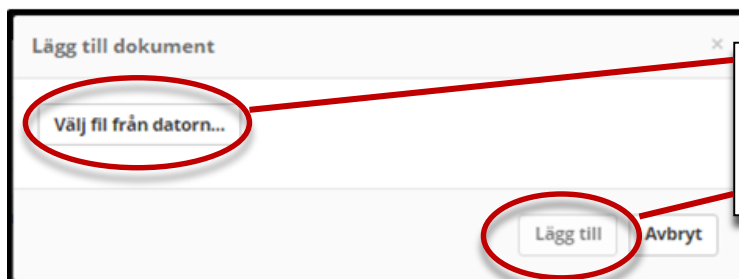 Lägg till dokument
×
Välj fil från datorn...
Lägg till
Avbryt